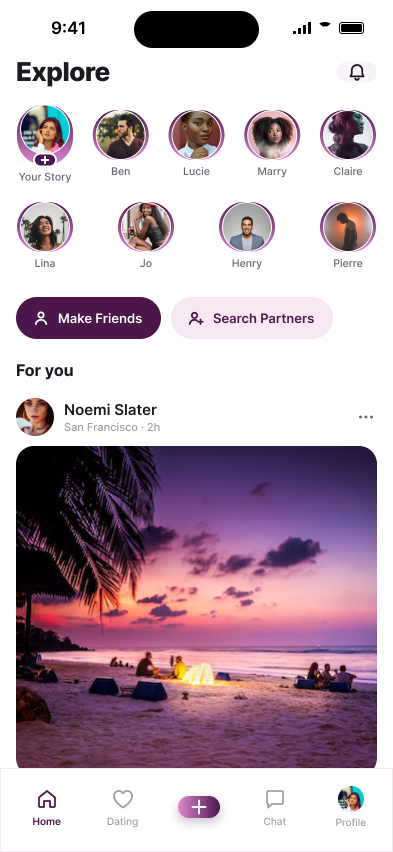 9:41
Explore
Your Story
Ben
Lucie
Marry
Claire
Lina
Jo
Henry
Pierre
Make Friends
Search Partners
For you
Noemi Slater
San Francisco · 2h
Home
Dating
Chat
Profile